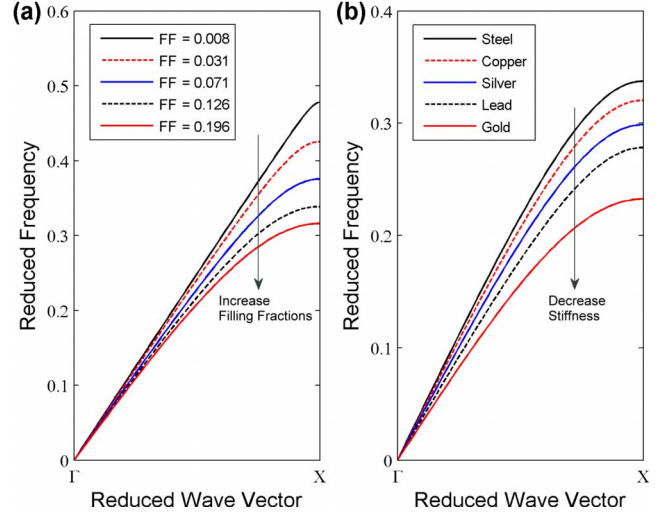 (a)
0.6
0.5
0.4
0.3
0.2
0.1
0
FF = 0.008
FF = 0.031
FF = 0.071
FF = 0.126
FF = 0.196
Increase
Filling Fractions
Reduced Frequency
Γ
X
Reduced Wave Vector
(b)
0.4
0.3
0.2
0.1
0
Steel
Copper
Silver
Lead
Gold
Decrease
Stiffness
Reduced Frequency
Γ
X
Reduced Wave Vector